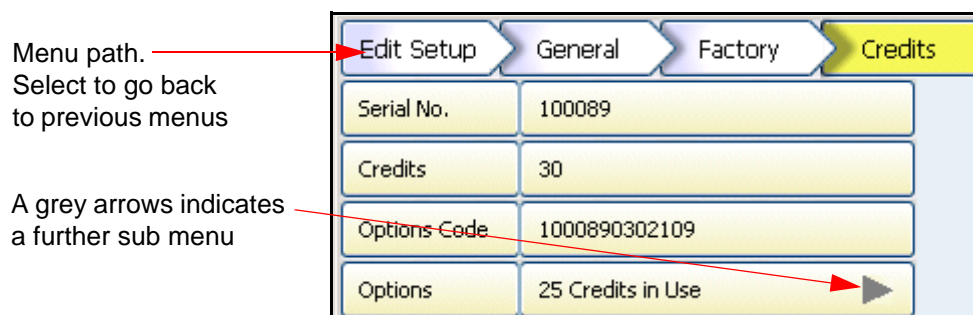 Menu path.
Select to go back
to previous menus
A grey arrows indicates
a further sub menu
Edit Setup General Factory Credits
Serial No. 100089
Credits 30
Options Code 1000890302109
Options 25 Credits in Use